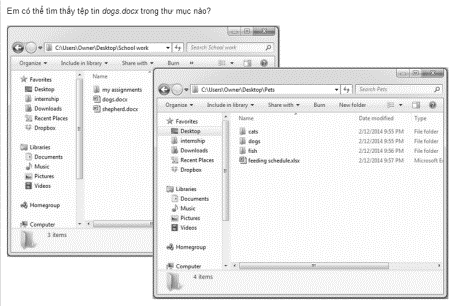 Em có thể tìm thấy tệp tin dogs.docx trong thư mục nào?
C:\Users\Owner\Desktop\School work
Search School work
Organize
Include in library
Share with
Burn
»
Name
Favorites
Desktop
internship
Downloads
Recent Places
Dropbox
Libraries
Documents
Music
Pictures
Videos
Homegroup
Computer
my assignments
dogs.docx
shepherd.docx
3 items
C:\Users\Owner\Desktop\Pets
Search Pets
Organize
Include in library
Share with
Burn
New folder
Favorites
Desktop
internship
Downloads
Recent Places
Dropbox
Libraries
Documents
Music
Pictures
Videos
Homegroup
Computer
Name Date modified Type
cats 2/12/2014 9:55 PM File folder
dogs 2/12/2014 9:55 PM File folder
fish 2/12/2014 9:56 PM File folder
feeding schedule.xlsx 2/12/2014 9:57 PM Microsoft E
4 items